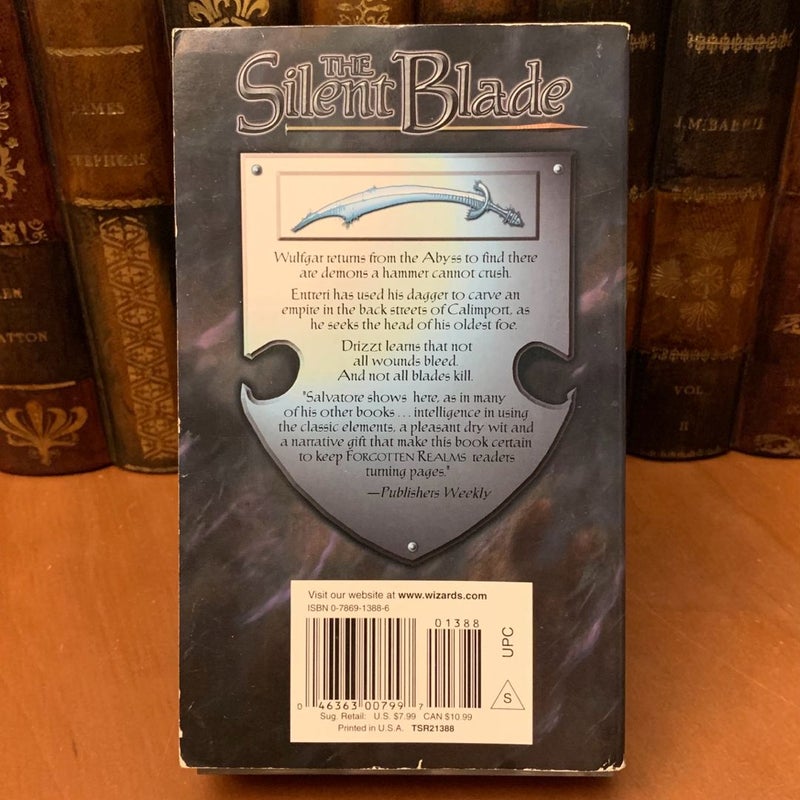 THE
Silent Blade
Wulfgar returns from the Abyss to find there
are demons a hammer cannot crush.
Entreri has used his dagger to carve an
empire in the back streets of Calimport, as
he seeks the head of his oldest foe.
Drizzt learns that not
all wounds bleed.
And not all blades kill.
"Salvatore shows here, as in many
of his other books . . . intelligence in using
the classic elements, a pleasant dry wit and
a narrative gift that make this book certain
to keep FORGOTTEN REALMS readers
turning pages."
—Publishers Weekly
Visit our website at www.wizards.com
ISBN 0-7869-1388-6
01388
UPC
S
0 46363 00799 7
Sug. Retail: U.S. $7.99 CAN $10.99
Printed in U.S.A. TSR21388
JAMES
STEPHENS
J.M. BARRIE
VOL
II